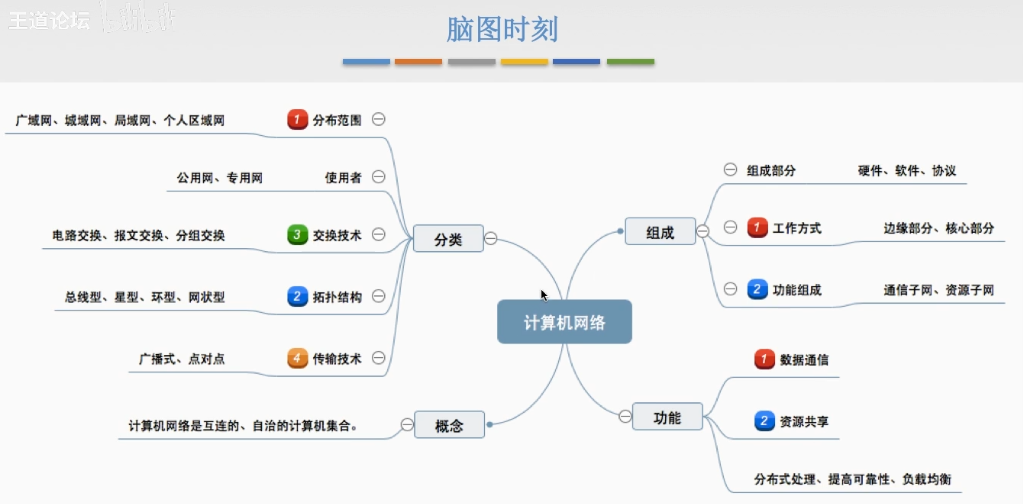 王道论坛
脑图时刻
广域网、城域网、局域网、个人区域网
1 分布范围
公用网、专用网
使用者
电路交换、报文交换、分组交换
3 交换技术
总线型、星型、环型、网状型
2 拓扑结构
广播式、点对点
4 传输技术
分类
计算机网络是互连的、自治的计算机集合。
概念
计算机网络
组成
组成部分
硬件、软件、协议
1 工作方式
边缘部分、核心部分
2 功能组成
通信子网、资源子网
功能
1 数据通信
2 资源共享
分布式处理、提高可靠性、负载均衡